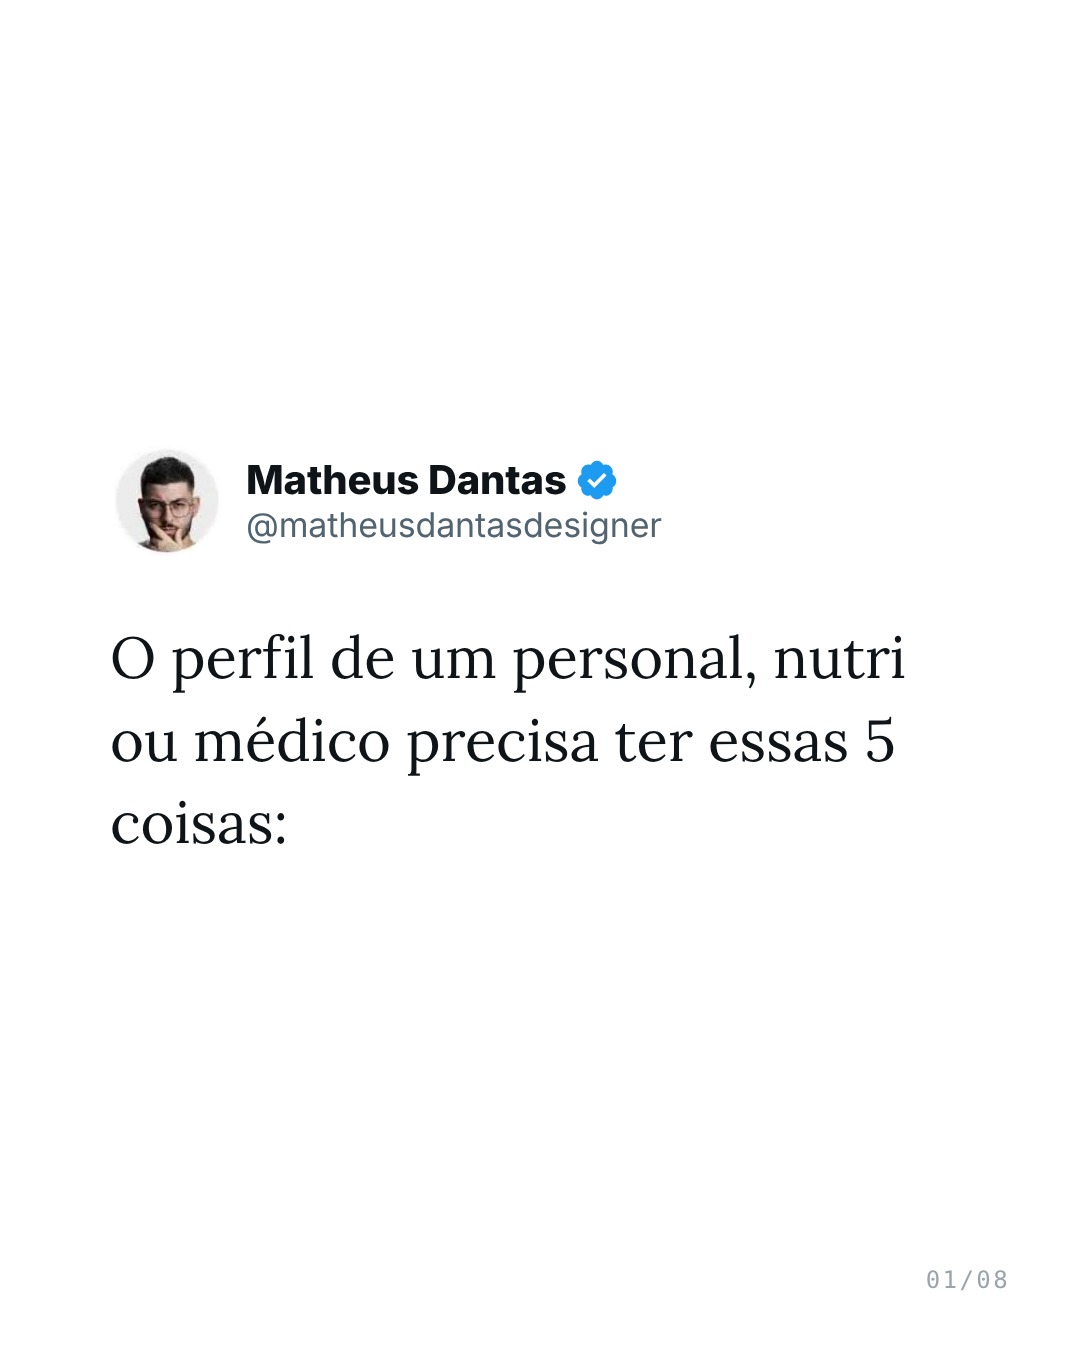 Matheus Dantas
@matheusdantasdesigner
O perfil de um personal, nutri
ou médico precisa ter essas 5
coisas:
01/08